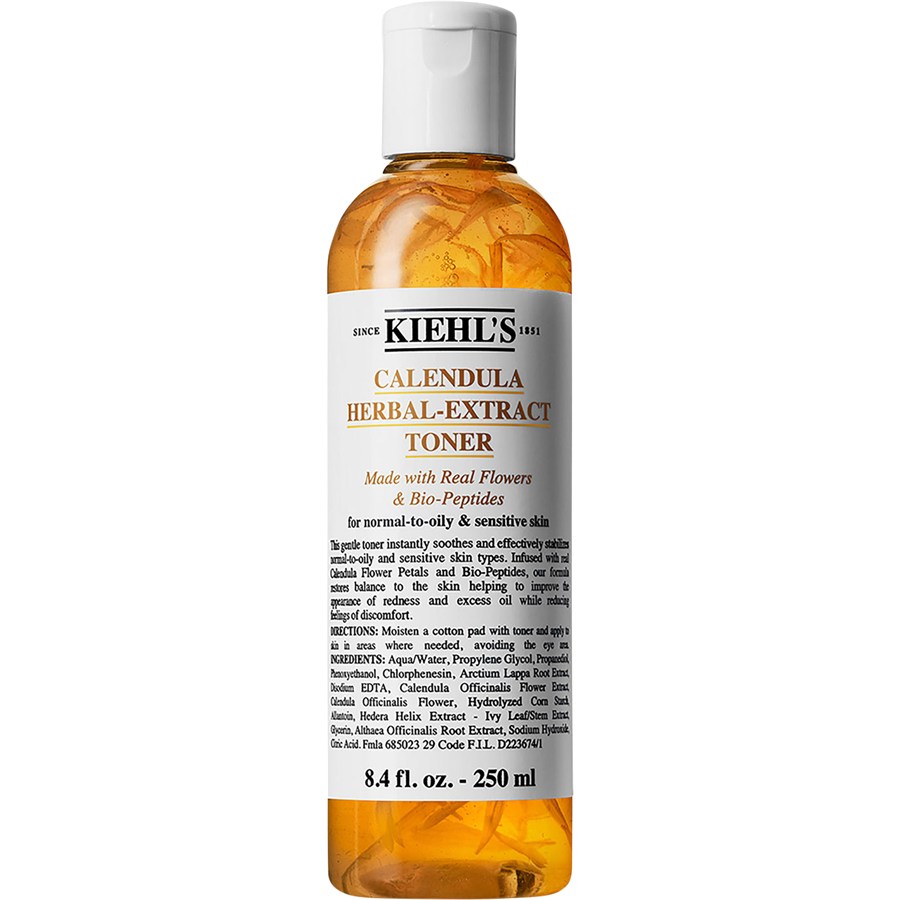 SINCE KIEHL'S 1851
CALENDULA
HERBAL-EXTRACT
TONER
Made with Real Flowers
& Bio-Peptides
for normal-to-oily & sensitive skin
This gentle toner instantly soothes and effectively stabilizes
normal-to-oily and sensitive skin types. Infused with real
Calendula Flower Petals and Bio-Peptides, our formula
restores balance to the skin helping to improve the
appearance of redness and excess oil while reducing
feelings of discomfort.
DIRECTIONS: Moisten a cotton pad with toner and apply to
skin in areas where needed, avoiding the eye area.
INGREDIENTS: Aqua/Water, Propylene Glycol, Propanediol,
Phenoxyethanol, Chlorphenesin, Arctium Lappa Root Extract,
Disodium EDTA, Calendula Officinalis Flower Extract,
Calendula Officinalis Flower, Hydrolyzed Corn Starch,
Allantoin, Hedera Helix Extract - Ivy Leaf/Stem Extract,
Glycerin, Althaea Officinalis Root Extract, Sodium Hydroxide,
Citric Acid. Fmla 685023 29 Code F.I.L. D223674/1
8.4 fl. oz. - 250 ml